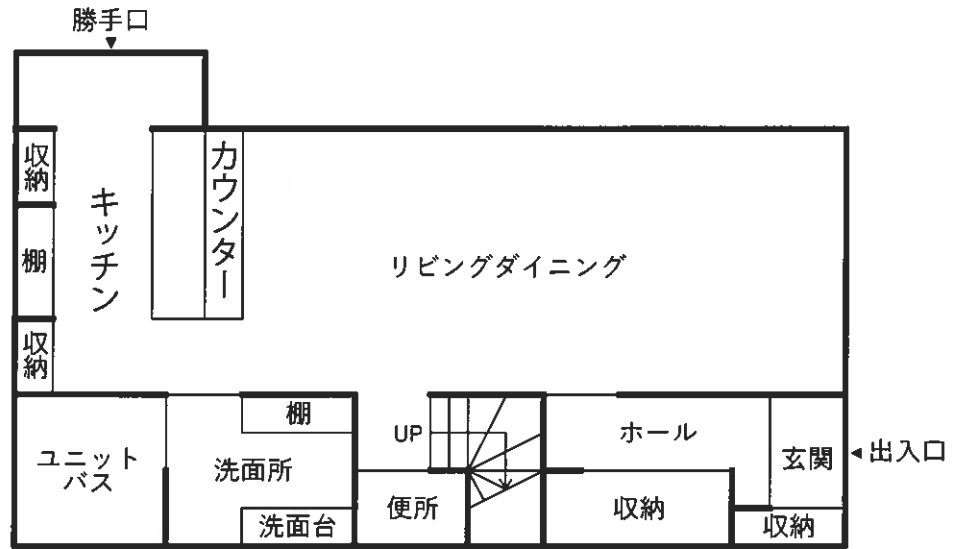 勝手口
収納
カウンター
キッチン
棚
リビングダイニング
収納
棚
UP
ホール
ユニット
バス
洗面所
玄関
出入口
便所
収納
洗面台
収納